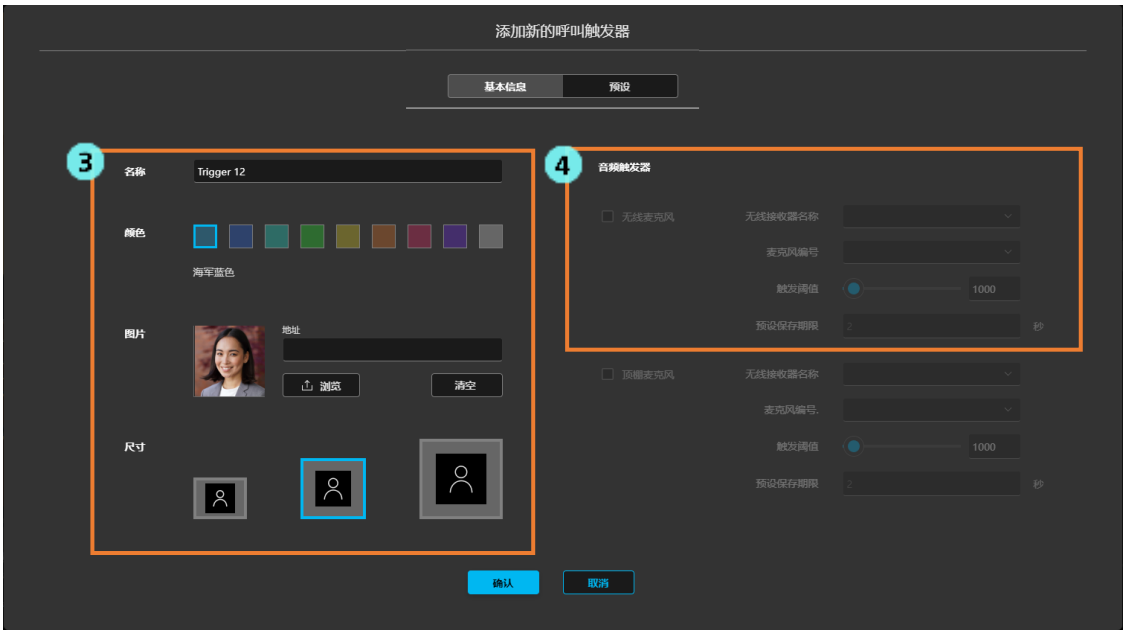 添加新的呼叫触发器
基本信息
预设
3
名称
Trigger 12
颜色
海军蓝色
图片
地址
浏览
清空
尺寸
4
音频触发器
无线麦克风
无线接收器名称
麦克风编号
触发阈值
1000
预设保存期限
2
秒
顶棚麦克风
无线接收器名称
麦克风编号.
触发阈值
1000
预设保存期限
2
秒
确认
取消